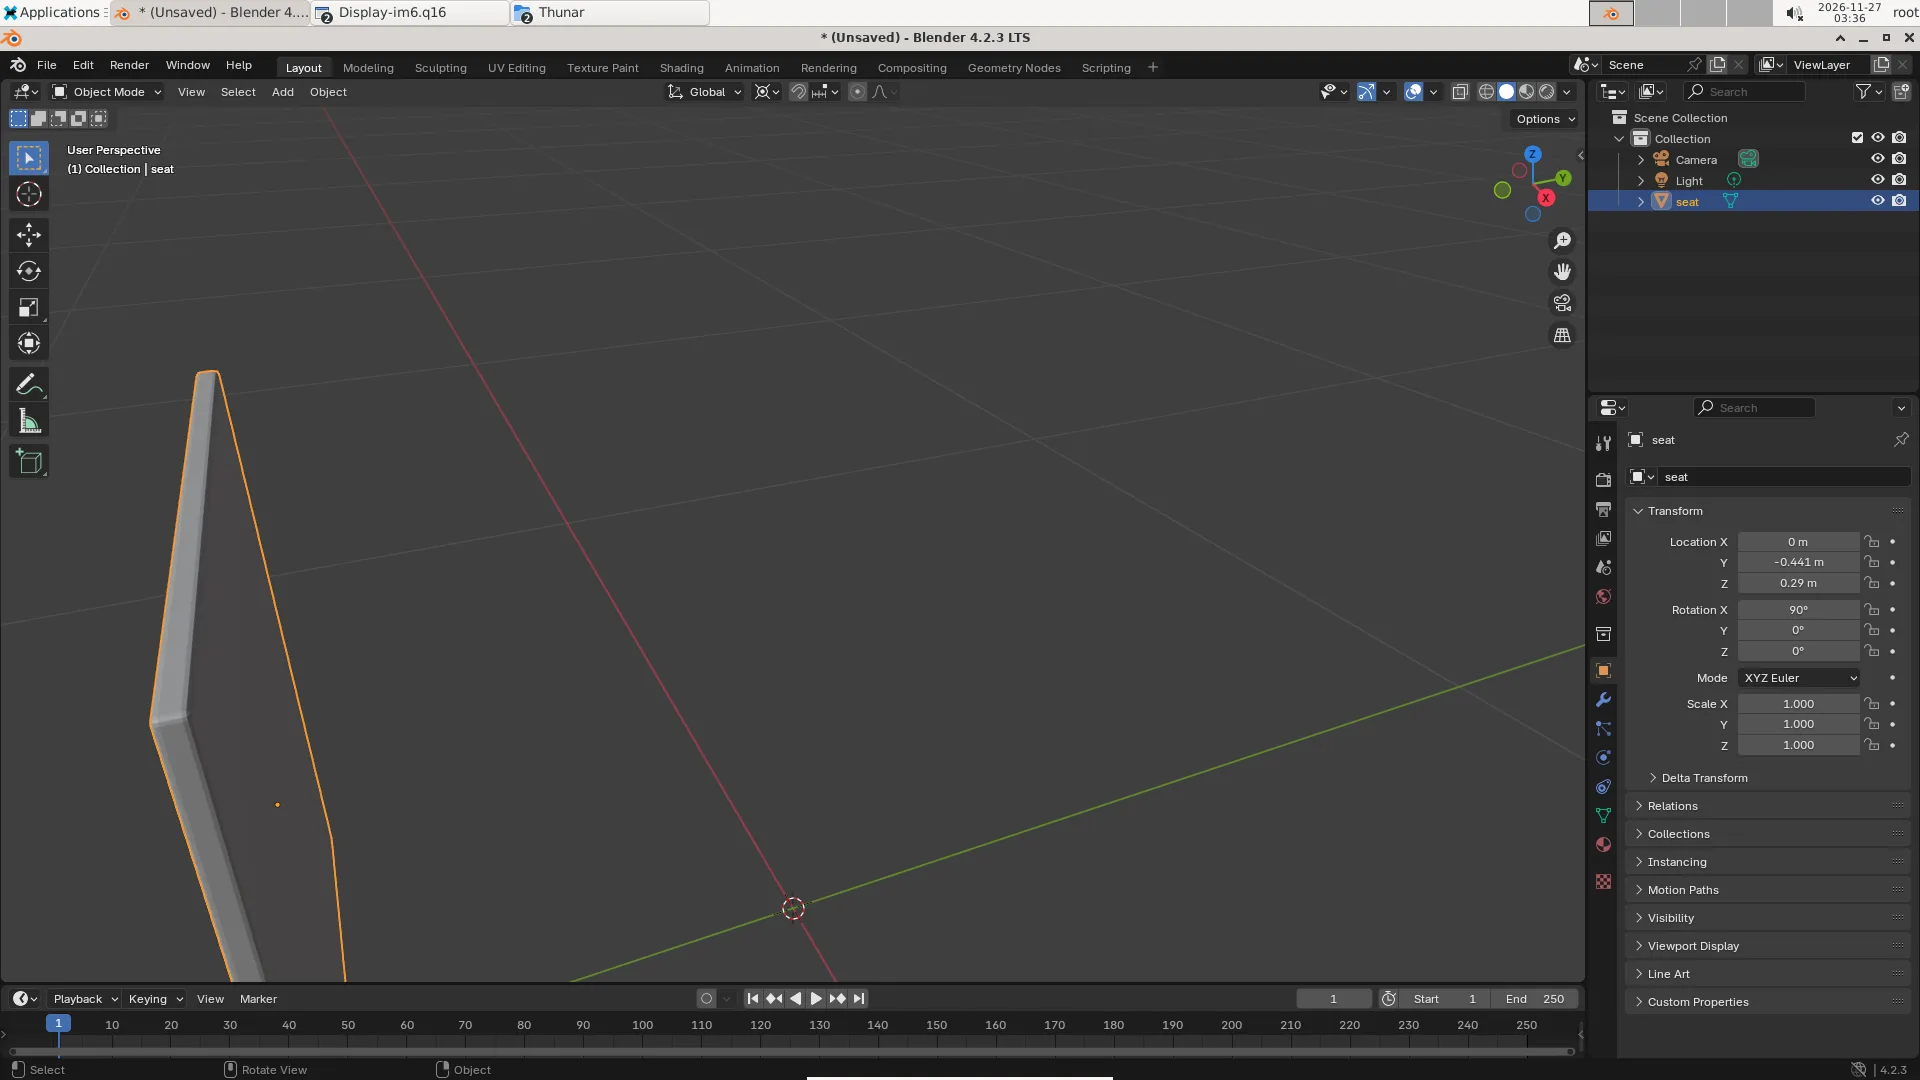 Applications
* (Unsaved) - Blender 4....
2
Display-im6.q16
2
Thunar
2026-11-27
03:36
root
* (Unsaved) - Blender 4.2.3 LTS
File
Edit
Render
Window
Help
Layout
Modeling
Sculpting
UV Editing
Texture Paint
Shading
Animation
Rendering
Compositing
Geometry Nodes
Scripting
+
Scene
ViewLayer
Object Mode
View
Select
Add
Object
Global
Search
Options
User Perspective
(1) Collection | seat
Z
Y
X
Scene Collection
Collection
Camera
Light
seat
Search
seat
seat
Transform
Location X
0 m
Y
-0.441 m
Z
0.29 m
Rotation X
90°
Y
0°
Z
0°
Mode
XYZ Euler
Scale X
1.000
Y
1.000
Z
1.000
Delta Transform
Relations
Collections
Instancing
Motion Paths
Visibility
Viewport Display
Line Art
Custom Properties
Playback
Keying
View
Marker
1
Start
1
End
250
1
10
20
30
40
50
60
70
80
90
100
110
120
130
140
150
160
170
180
190
200
210
220
230
240
250
Select
Rotate View
Object
4.2.3